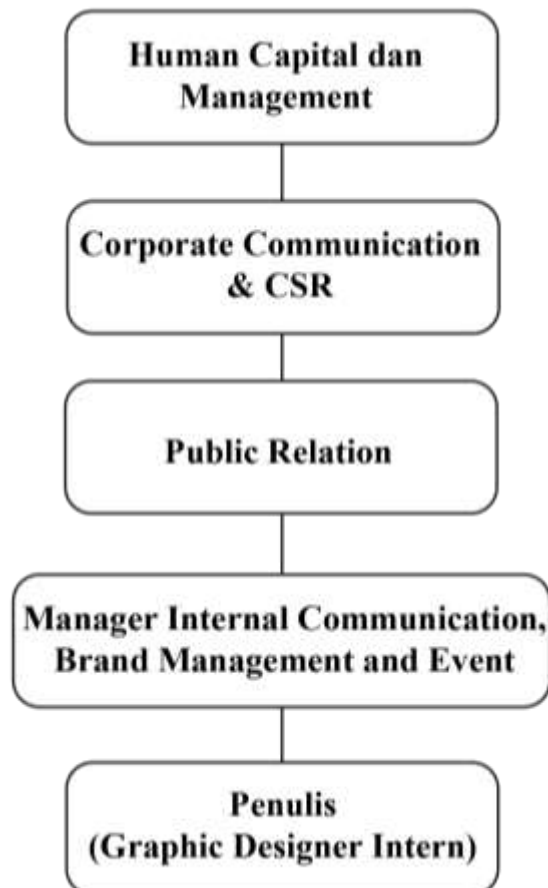 Human Capital dan
Management
Corporate Communication
& CSR
Public Relation
Manager Internal Communication,
Brand Management and Event
Penulis
(Graphic Designer Intern)